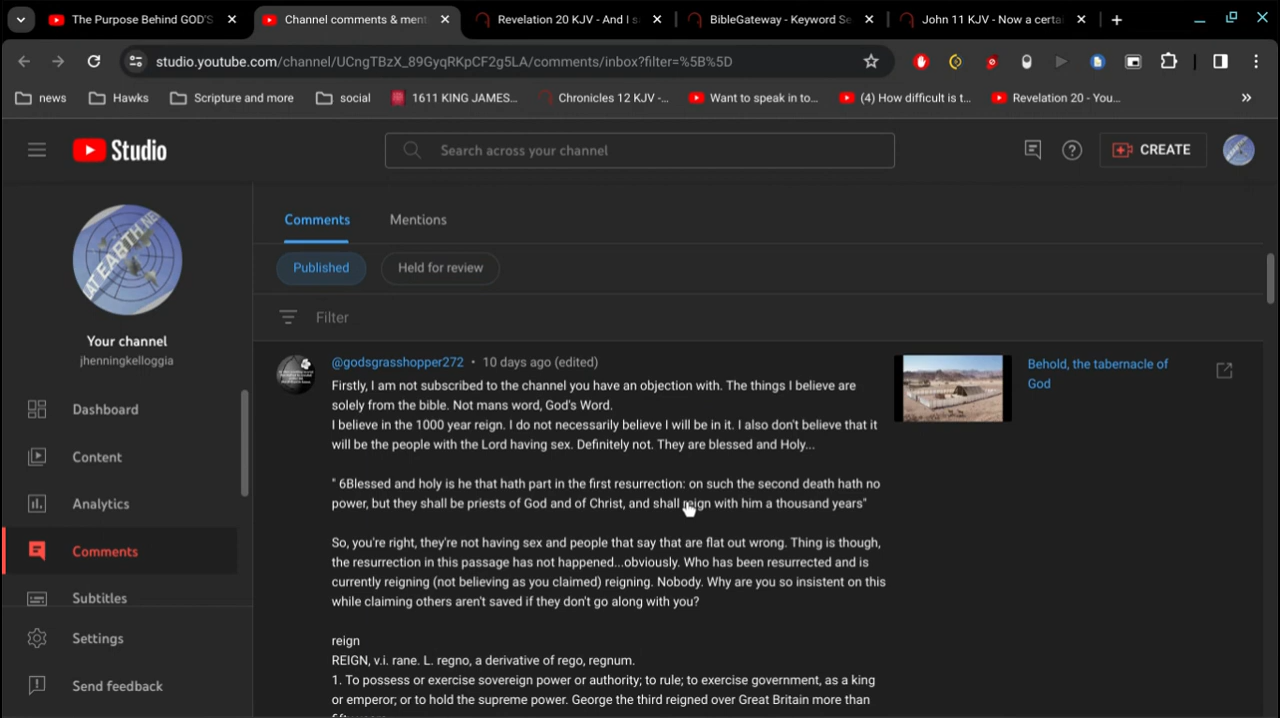 The Purpose Behind GOD'S
Channel comments & ment
Revelation 20 KJV - And I s
BibleGateway - Keyword Se
John 11 KJV - Now a certai
studio.youtube.com/channel/UCngTBzX_89GyqRKpCF2g5LA/comments/inbox?filter=%5B%5D
news
Hawks
Scripture and more
social
1611 KING JAMES...
Chronicles 12 KJV -...
Want to speak in to...
(4) How difficult is t...
Revelation 20 - You...
»
Studio
Search across your channel
CREATE
AT EARTH NE
Your channel
jhenningkelloggia
Dashboard
Content
Analytics
Comments
Subtitles
Settings
Send feedback
Comments
Mentions
Published
Held for review
Filter
@godsgrasshopper272 • 10 days ago (edited)
Firstly, I am not subscribed to the channel you have an objection with. The things I believe are
solely from the bible. Not mans word, God's Word.
I believe in the 1000 year reign. I do not necessarily believe I will be in it. I also don't believe that it
will be the people with the Lord having sex. Definitely not. They are blessed and Holy...
" 6Blessed and holy is he that hath part in the first resurrection: on such the second death hath no
power, but they shall be priests of God and of Christ, and shall reign with him a thousand years"
So, you're right, they're not having sex and people that say that are flat out wrong. Thing is though,
the resurrection in this passage has not happened...obviously. Who has been resurrected and is
currently reigning (not believing as you claimed) reigning. Nobody. Why are you so insistent on this
while claiming others aren't saved if they don't go along with you?
reign
REIGN, v.i. rane. L. regno, a derivative of rego, regnum.
1. To possess or exercise sovereign power or authority; to rule; to exercise government, as a king
or emperor; or to hold the supreme power. George the third reigned over Great Britain more than
Behold, the tabernacle of
God